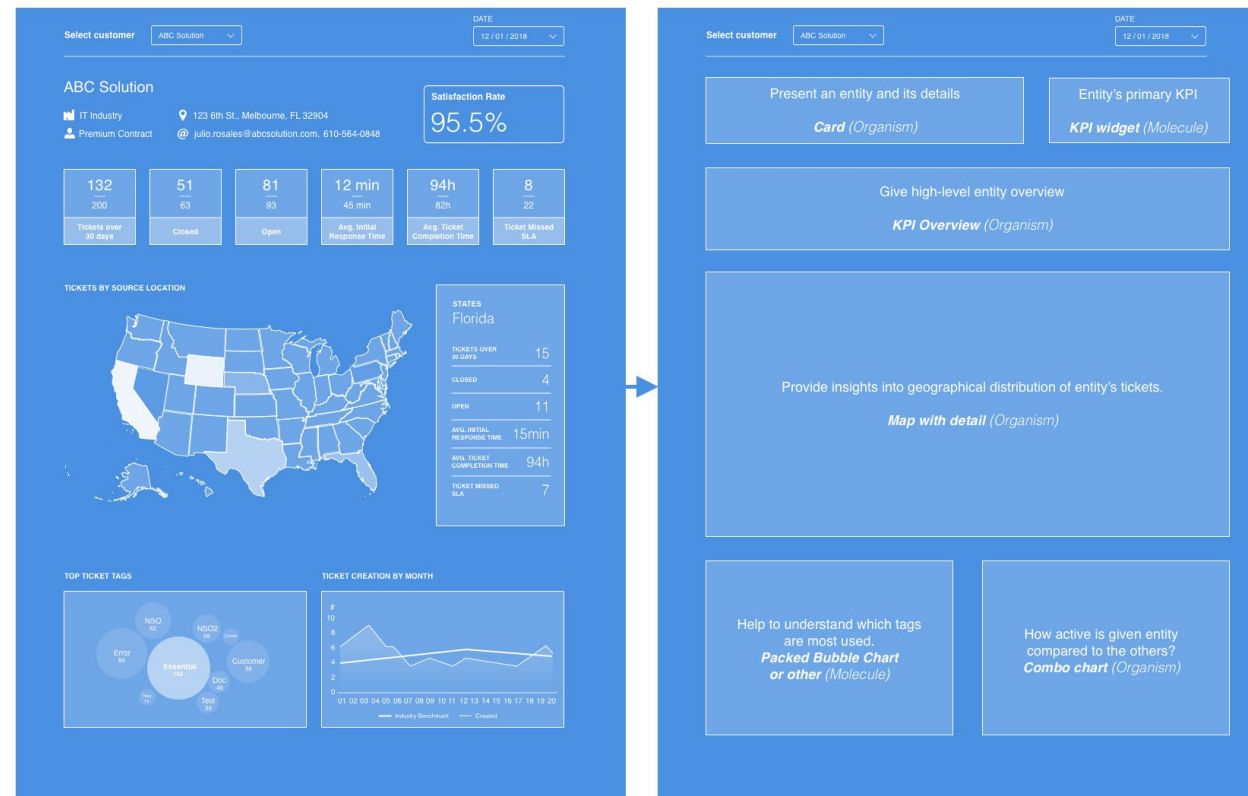 DATE
Select customer
ABC Solution
12 / 01 / 2018
ABC Solution
IT Industry
123 6th St., Melbourne, FL 32904
Premium Contract
@ julio.rosales@abcsolution.com, 610-564-0848
Satisfaction Rate
95.5%
132
200
Tickets over
30 days
51
63
Closed
81
93
Open
12 min
45 min
Avg. Initial
Response Time
94h
82h
Avg. Ticket
Completion Time
8
22
Ticket Missed
SLA
TICKETS BY SOURCE LOCATION
STATES
Florida
TICKETS OVER
30 DAYS
15
CLOSED
4
OPEN
11
AVG. INITIAL
RESPONSE TIME
15min
AVG. TICKET
COMPLETION TIME
94h
TICKET MISSED
SLA
7
TOP TICKET TAGS
NSO
NSO2
Error
Essential
Customer
Doc
Test
TICKET CREATION BY MONTH
#
10
8
6
4
2
0
01 02 03 04 05 06 07 08 09 10 11 12 13 14 15 16 17 18 19 20
Industry Benchmark
Created
DATE
Select customer
ABC Solution
12 / 01 / 2018
Present an entity and its details
Card (Organism)
Entity's primary KPI
KPI widget (Molecule)
Give high-level entity overview
KPI Overview (Organism)
Provide insights into geographical distribution of entity's tickets.
Map with detail (Organism)
Help to understand which tags
are most used.
Packed Bubble Chart
or other (Molecule)
How active is given entity
compared to the others?
Combo chart (Organism)